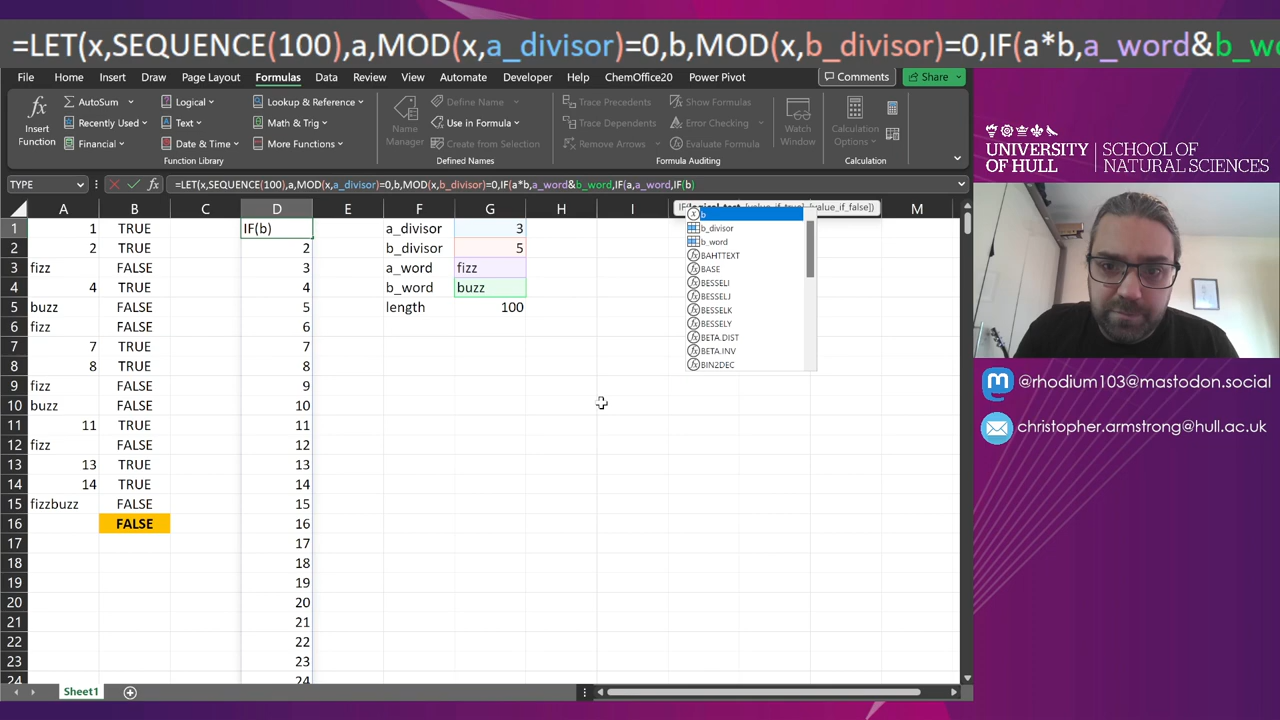 =LET(x,SEQUENCE(100),a,MOD(x,a_divisor)=0,b,MOD(x,b_divisor)=0,IF(a*b,a_word&b_wo
File Home Insert Draw Page Layout Formulas Data Review View Automate Developer Help ChemOffice20 Power Pivot Comments Share
fx Insert Function
AutoSum
Recently Used
Financial
Logical
Text
Date & Time
Lookup & Reference
Math & Trig
More Functions
Function Library
Name Manager
Define Name
Use in Formula
Create from Selection
Defined Names
Trace Precedents
Trace Dependents
Remove Arrows
Show Formulas
Error Checking
Evaluate Formula
Formula Auditing
Watch Window
Calculation Options
Calculation
UNIVERSITY OF HULL
SCHOOL OF NATURAL SCIENCES
TYPE fx =LET(x,SEQUENCE(100),a,MOD(x,a_divisor)=0,b,MOD(x,b_divisor)=0,IF(a*b,a_word&b_word,IF(a,a_word,IF(b)
A B C D E F G H I M
IF(logical_test, [value_if_true], [value_if_false])
b
b_divisor
b_word
BAHTTEXT
BASE
BESSELI
BESSELJ
BESSELK
BESSELY
BETA.DIST
BETA.INV
BIN2DEC
1 1 TRUE IF(b) a_divisor 3
2 2 TRUE 2 b_divisor 5
3 fizz FALSE 3 a_word fizz
4 4 TRUE 4 b_word buzz
5 buzz FALSE 5 length 100
6 fizz FALSE 6
7 7 TRUE 7
8 8 TRUE 8
9 fizz FALSE 9
10 buzz FALSE 10
11 11 TRUE 11
12 fizz FALSE 12
13 13 TRUE 13
14 14 TRUE 14
15 fizzbuzz FALSE 15
16 FALSE 16
17 17
18 18
19 19
20 20
21 21
22 22
23 23
24 24
@rhodium103@mastodon.social
christopher.armstrong@hull.ac.uk
Sheet1